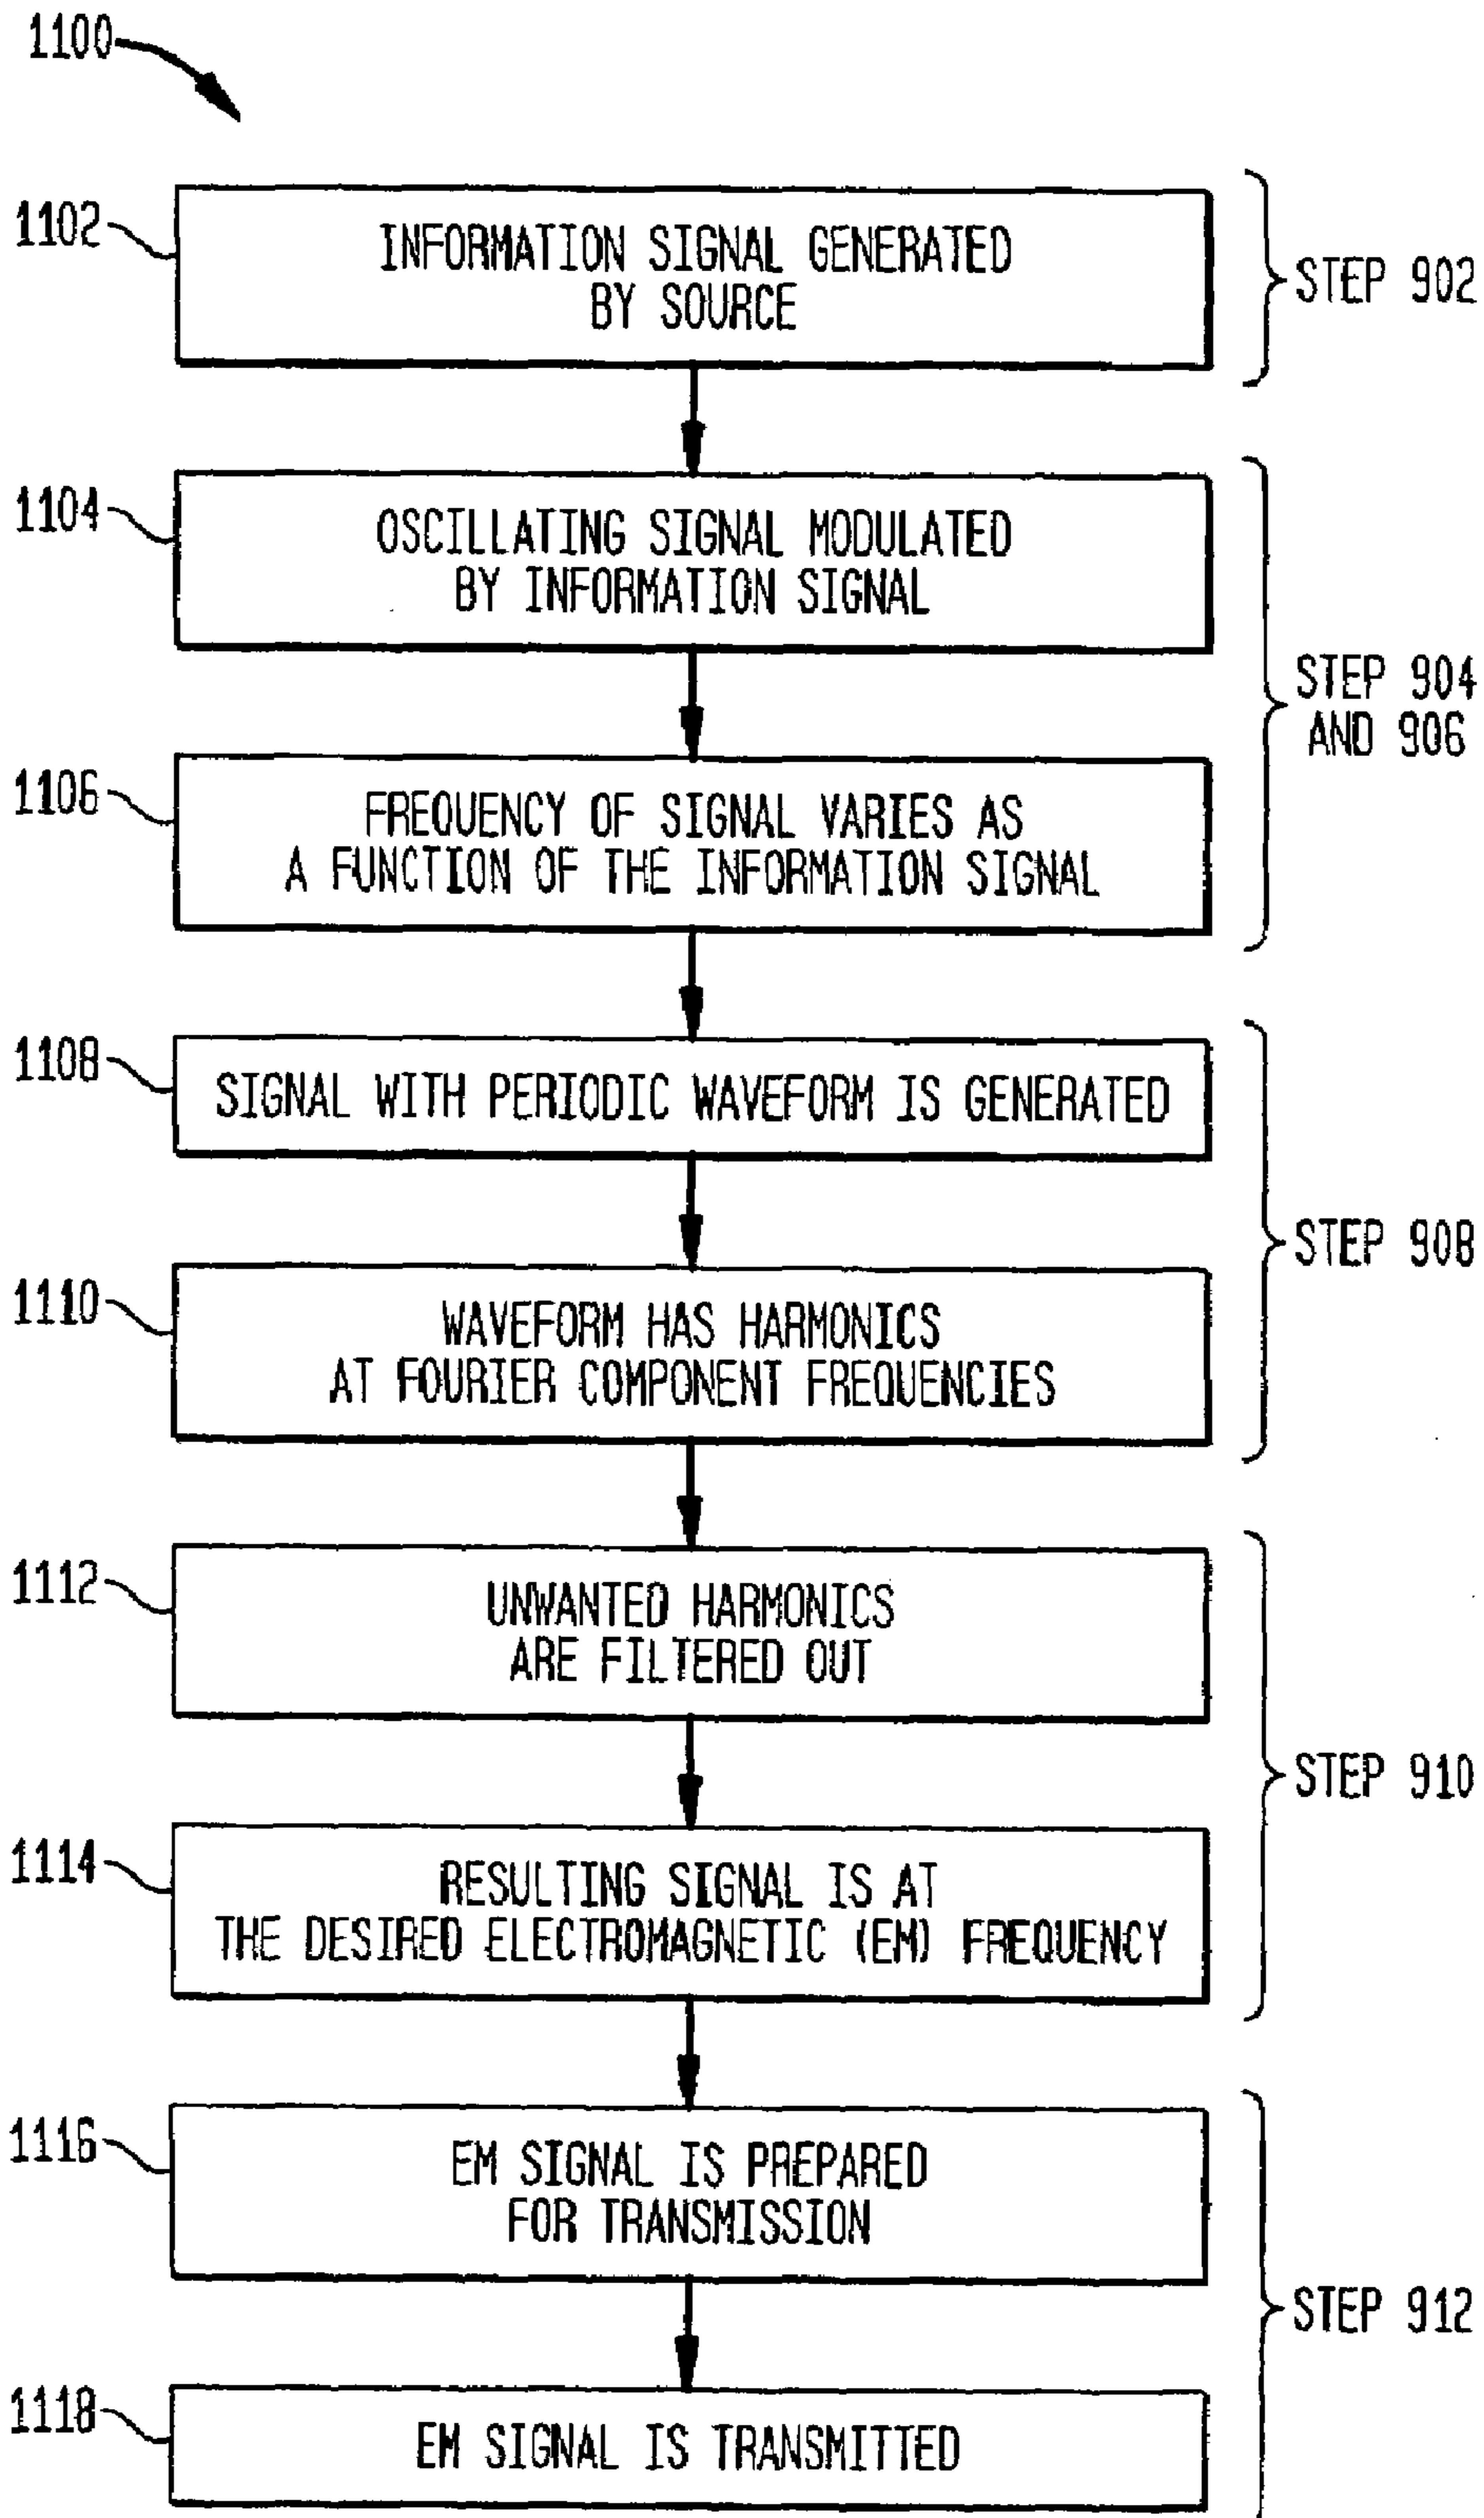 1100
1102
INFORMATION SIGNAL GENERATED
BY SOURCE
STEP 902
1104
OSCILLATING SIGNAL MODULATED
BY INFORMATION SIGNAL
STEP 904
AND 906
1106
FREQUENCY OF SIGNAL VARIES AS
A FUNCTION OF THE INFORMATION SIGNAL
1108
SIGNAL WITH PERIODIC WAVEFORM IS GENERATED
STEP 908
1110
WAVEFORM HAS HARMONICS
AT FOURIER COMPONENT FREQUENCIES
1112
UNWANTED HARMONICS
ARE FILTERED OUT
STEP 910
1114
RESULTING SIGNAL IS AT
THE DESIRED ELECTROMAGNETIC (EM) FREQUENCY
1116
EM SIGNAL IS PREPARED
FOR TRANSMISSION
STEP 912
1118
EM SIGNAL IS TRANSMITTED